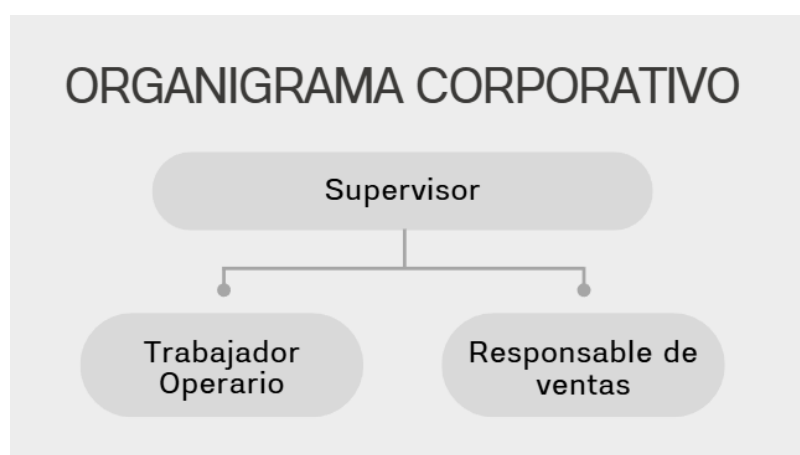 ORGANIGRAMA CORPORATIVO
Supervisor
Trabajador
Operario
Responsable de
ventas